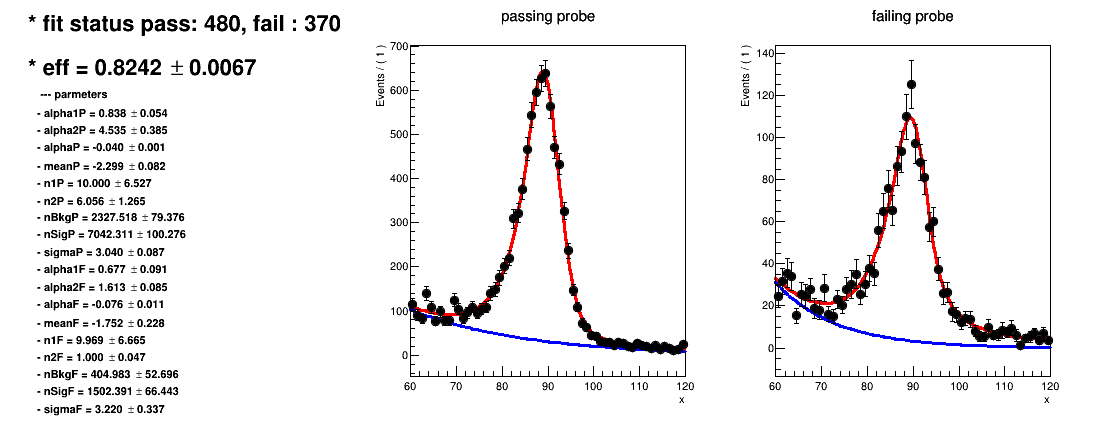 * fit status pass: 480, fail : 370
* eff = 0.8242 ± 0.0067
--- parmeters
- alpha1P = 0.838 ± 0.054
- alpha2P = 4.535 ± 0.385
- alphaP = -0.040 ± 0.001
- meanP = -2.299 ± 0.082
- n1P = 10.000 ± 6.527
- n2P = 6.056 ± 1.265
- nBkgP = 2327.518 ± 79.376
- nSigP = 7042.311 ± 100.276
- sigmaP = 3.040 ± 0.087
- alpha1F = 0.677 ± 0.091
- alpha2F = 1.613 ± 0.085
- alphaF = -0.076 ± 0.011
- meanF = -1.752 ± 0.228
- n1F = 9.969 ± 6.665
- n2F = 1.000 ± 0.047
- nBkgF = 404.983 ± 52.696
- nSigF = 1502.391 ± 66.443
- sigmaF = 3.220 ± 0.337
passing probe
Events / ( 1 )
700
600
500
400
300
200
100
0
60 70 80 90 100 110 120
x
failing probe
Events / ( 1 )
140
120
100
80
60
40
20
0
60 70 80 90 100 110 120
x